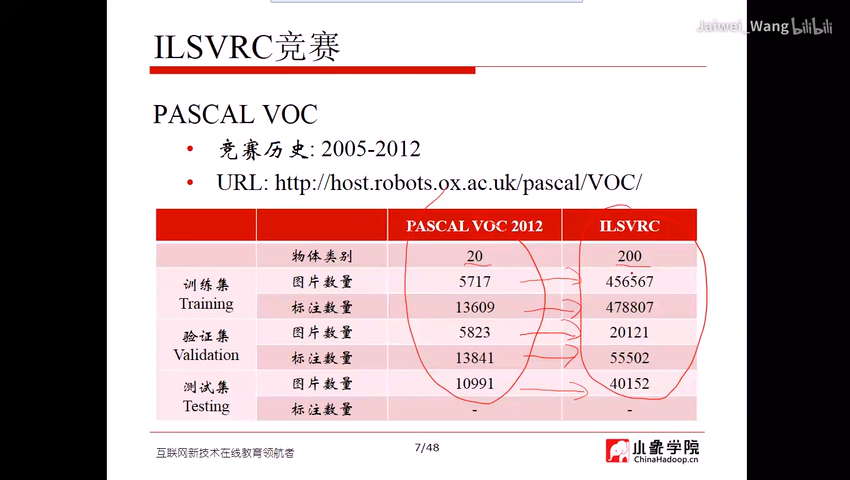 Jaiwei_Wang bilibili
ILSVRC竞赛
PASCAL VOC
• 竞赛历史: 2005-2012
• URL: http://host.robots.ox.ac.uk/pascal/VOC/
PASCAL VOC 2012 ILSVRC
物体类别 20 200
训练集 Training 图片数量 5717 456567
标注数量 13609 478807
验证集 Validation 图片数量 5823 20121
标注数量 13841 55502
测试集 Testing 图片数量 10991 40152
标注数量 - -
互联网新技术在线教育领航者
7/48
小象学院
ChinaHadoop.cn